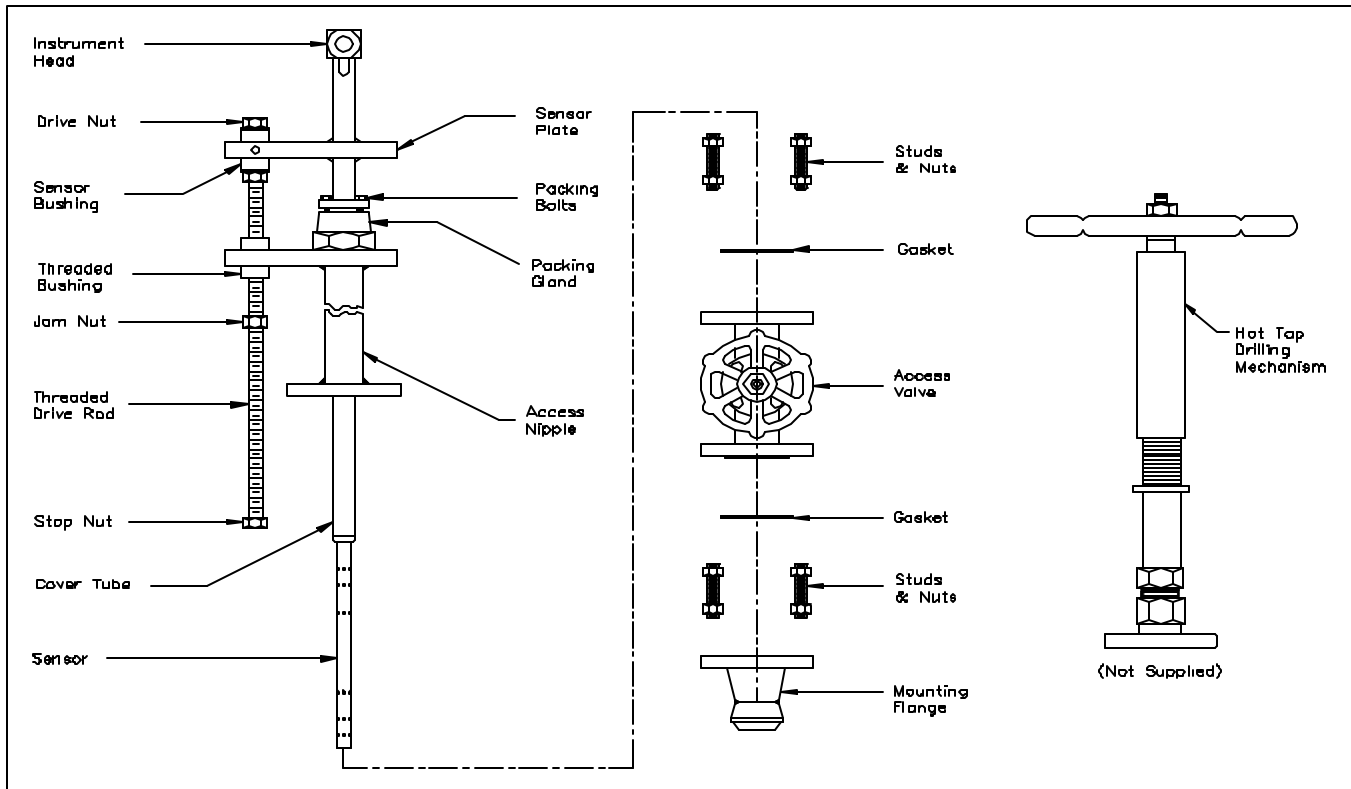 Instrument
Head
Drive Nut
Sensor
Bushing
Threaded
Bushing
Jam Nut
Threaded
Drive Rod
Stop Nut
Cover Tube
Sensor
Sensor
Plate
Packing
Bolts
Packing
Gland
Access
Nipple
Studs
& Nuts
Gasket
Access
Valve
Gasket
Studs
& Nuts
Mounting
Flange
Hot Tap
Drilling
Mechanism
(Not Supplied)